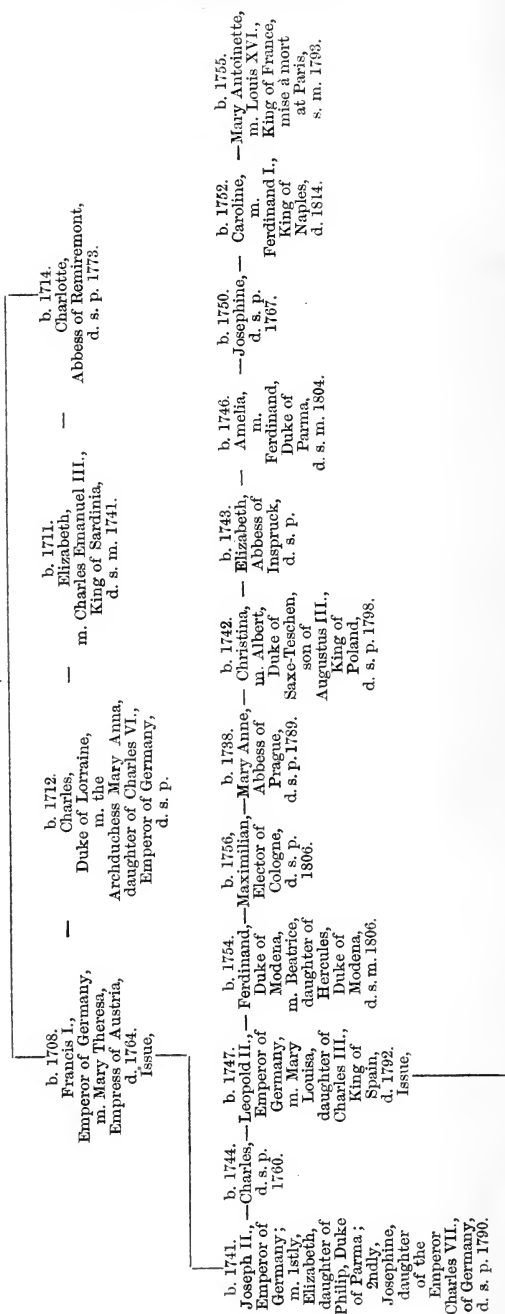 b. 1708.
Francis I.,
Emperor of Germany,
m. Mary Theresa,
Empress of Austria,
d. 1764.
Issue,
—
b. 1712.
Charles,
Duke of Lorraine,
m. the
Archduchess Mary Anna,
daughter of Charles VI.,
Emperor of Germany,
d. s. p.
—
b. 1711.
Elizabeth,
m. Charles Emanuel III.,
King of Sardinia,
d. s. m. 1741.
—
b. 1714.
Charlotte,
Abbess of Remiremont,
d. s. p. 1773.
b. 1741.
Joseph II.,
Emperor of
Germany;
m. 1stly,
Elizabeth,
daughter of
Philip, Duke
of Parma;
2ndly,
Josephine,
daughter
of the
Emperor
Charles VII.,
of Germany,
d. s. p. 1790.
b. 1744.
—Charles,—
d. s. p.
1760.
b. 1747.
Leopold II.,—
Emperor of
Germany,
m. Mary
Louisa,
daughter of
Charles III.,
King of
Spain,
d. 1792.
Issue,
b. 1754.
Ferdinand,—
Duke of
Modena,
m. Beatrice,
daughter of
Hercules,
Duke of
Modena,
d. s. m. 1806.
b. 1756,
Maximilian,—
Elector of
Cologne,
d. s. p.
1806.
b. 1738.
Mary Anne,—
Abbess of
Prague,
d. s. p. 1789.
b. 1742.
Christina,—
m. Albert,
Duke of
Saxe-Teschen,
son of
Augustus III.,
King of
Poland,
d. s. p. 1798.
b. 1743.
Elizabeth,—
Abbess of
Inspruck,
d. s. p.
b. 1746.
Amelia,
m.
Ferdinand,
Duke of
Parma,
d. s. m. 1804.
b. 1750.
—Josephine,—
d. s. p.
1767.
b. 1752.
Caroline,
m.
Ferdinand I.,
King of
Naples,
d. 1814.
b. 1755.
—Mary Antoinette,
m. Louis XVI.,
King of France,
mise à mort
at Paris,
s. m. 1793.